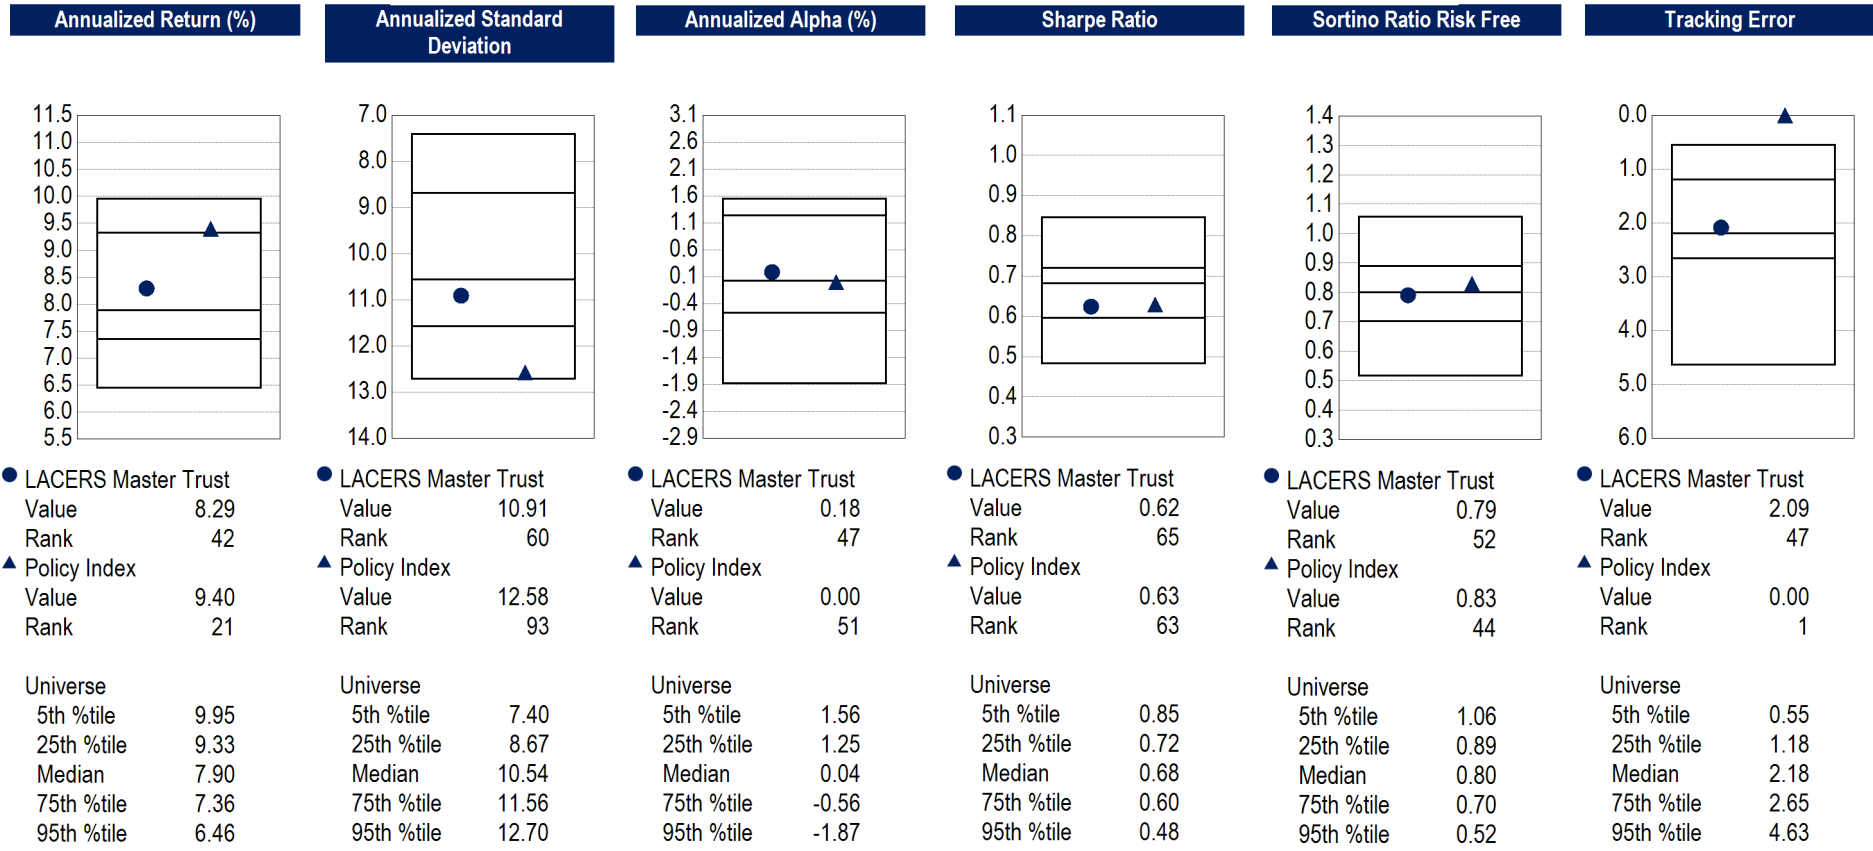 Annualized Return (%)
11.5
11.0
10.5
10.0
9.5
9.0
8.5
8.0
7.5
7.0
6.5
6.0
5.5
LACERS Master Trust
Value 8.29
Rank 42
Policy Index
Value 9.40
Rank 21
Universe
5th %tile 9.95
25th %tile 9.33
Median 7.90
75th %tile 7.36
95th %tile 6.46
Annualized Standard
Deviation
7.0
8.0
9.0
10.0
11.0
12.0
13.0
14.0
LACERS Master Trust
Value 10.91
Rank 60
Policy Index
Value 12.58
Rank 93
Universe
5th %tile 7.40
25th %tile 8.67
Median 10.54
75th %tile 11.56
95th %tile 12.70
Annualized Alpha (%)
3.1
2.6
2.1
1.6
1.1
0.6
0.1
-0.4
-0.9
-1.4
-1.9
-2.4
-2.9
LACERS Master Trust
Value 0.18
Rank 47
Policy Index
Value 0.00
Rank 51
Universe
5th %tile 1.56
25th %tile 1.25
Median 0.04
75th %tile -0.56
95th %tile -1.87
Sharpe Ratio
1.1
1.0
0.9
0.8
0.7
0.6
0.5
0.4
0.3
LACERS Master Trust
Value 0.62
Rank 65
Policy Index
Value 0.63
Rank 63
Universe
5th %tile 0.85
25th %tile 0.72
Median 0.68
75th %tile 0.60
95th %tile 0.48
Sortino Ratio Risk Free
1.4
1.3
1.2
1.1
1.0
0.9
0.8
0.7
0.6
0.5
0.4
0.3
LACERS Master Trust
Value 0.79
Rank 52
Policy Index
Value 0.83
Rank 44
Universe
5th %tile 1.06
25th %tile 0.89
Median 0.80
75th %tile 0.70
95th %tile 0.52
Tracking Error
0.0
1.0
2.0
3.0
4.0
5.0
6.0
LACERS Master Trust
Value 2.09
Rank 47
Policy Index
Value 0.00
Rank 1
Universe
5th %tile 0.55
25th %tile 1.18
Median 2.18
75th %tile 2.65
95th %tile 4.63